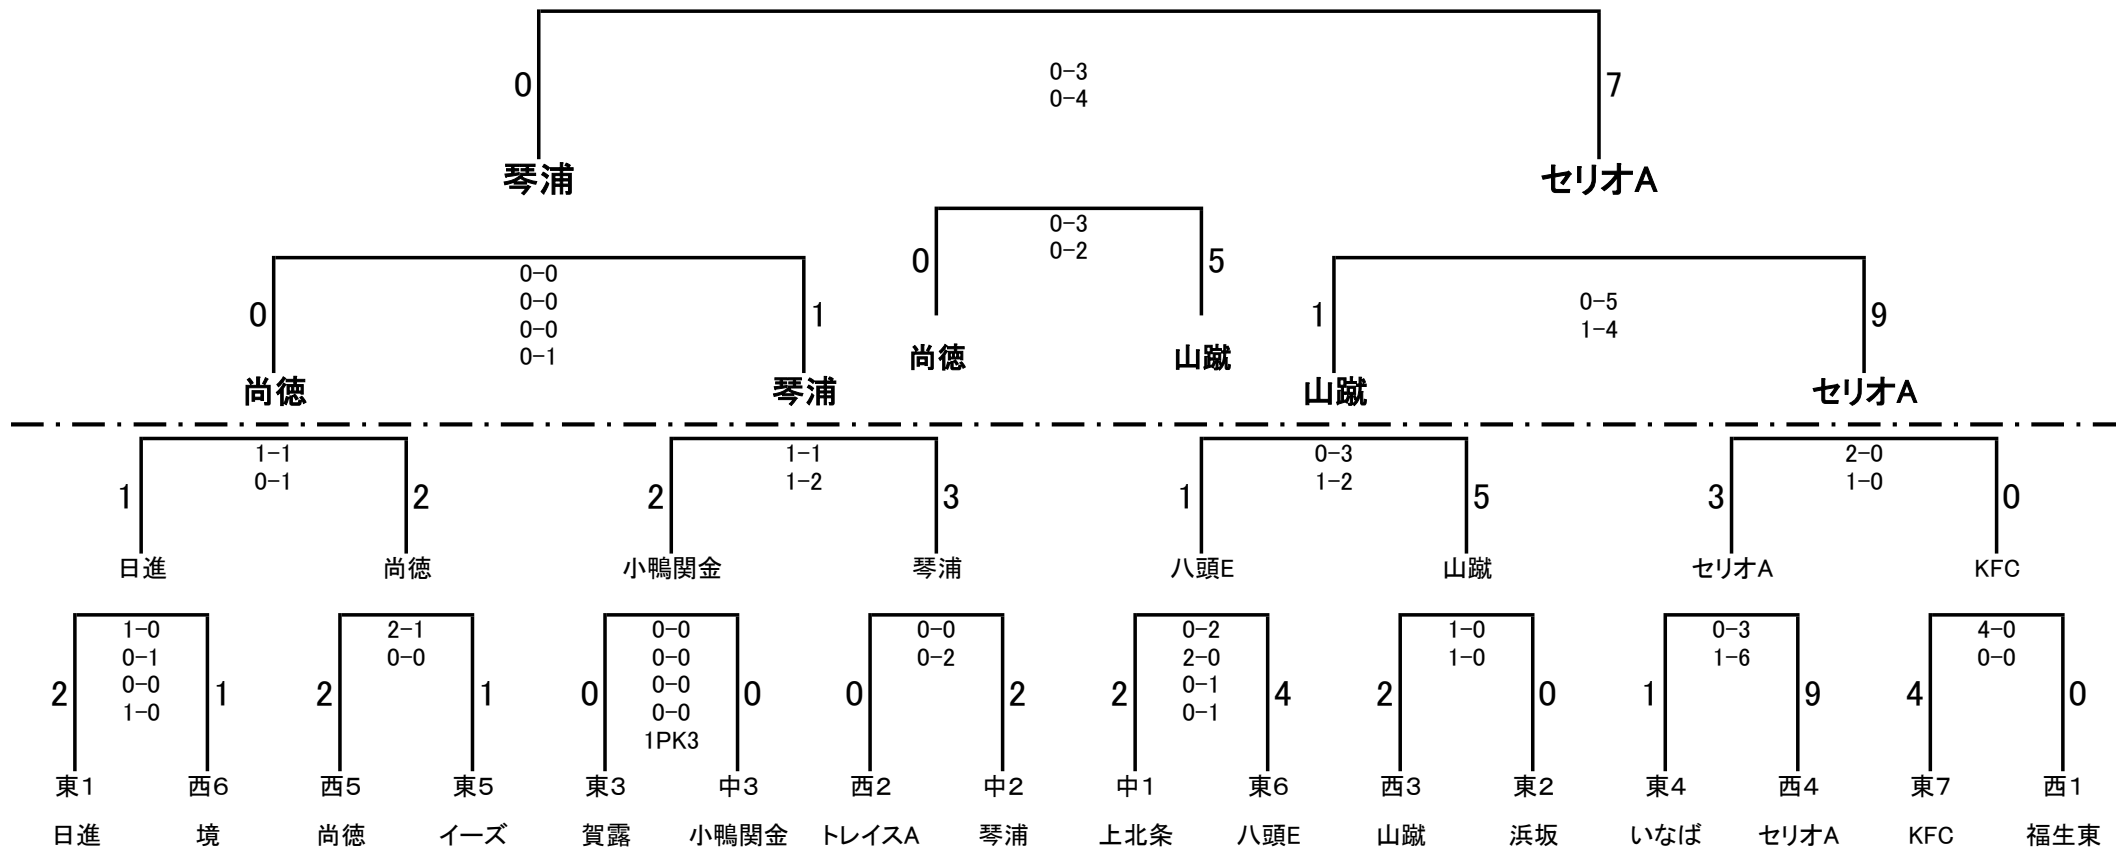 0 0-3 7
0-4
琴浦 セリオA
0-3
0-2
0 5
0-0
0-0
0-0
0-1
0 1
0-5
1-4
1 9
尚徳 山蹴
尚徳 琴浦 山蹴 セリオA
1-1 1-1 0-3 2-0
0-1 1-2 1-2 1-0
1 2 2 3 1 5 3 0
日進 尚徳 小鴨関金 琴浦 八頭E 山蹴 セリオA KFC
1-0 2-1 0-0 0-0 0-2 1-0 0-3 4-0
0-1 0-0 0-0 0-2 2-0 1-0 1-6 0-0
0-0 0-0 0-1
2 1 2 1 0 0 0 2 2 4 2 0 1 9 4 0
1-0 0-0 0-1
1PK3
東1 西6 西5 東5 東3 中3 西2 中2 中1 東6 西3 東2 東4 西4 東7 西1
日進 境 尚徳 イーズ 賀露 小鴨関金 トレイスA 琴浦 上北条 八頭E 山蹴 浜坂 いなば セリオA KFC 福生東